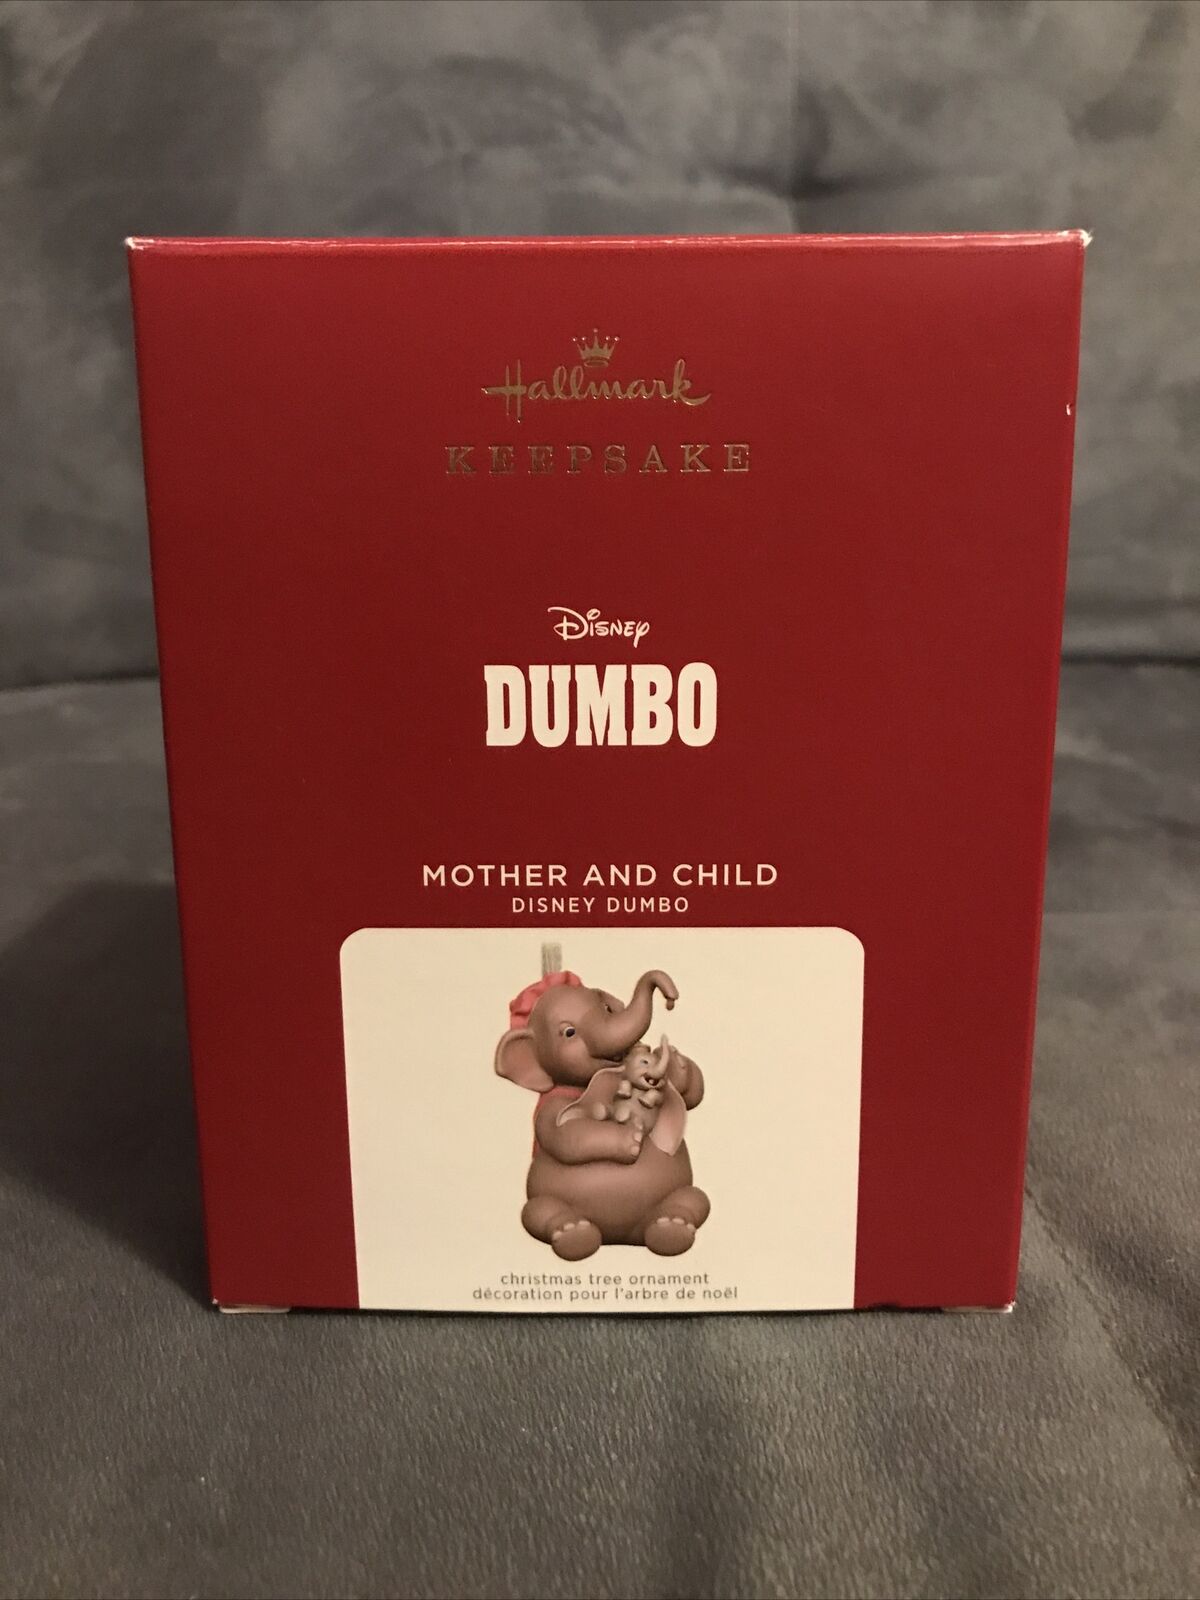 Hallmark
KEEPSAKE
Disney
DUMBO
MOTHER AND CHILD
DISNEY DUMBO
christmas tree ornament
décoration pour l'arbre de noël